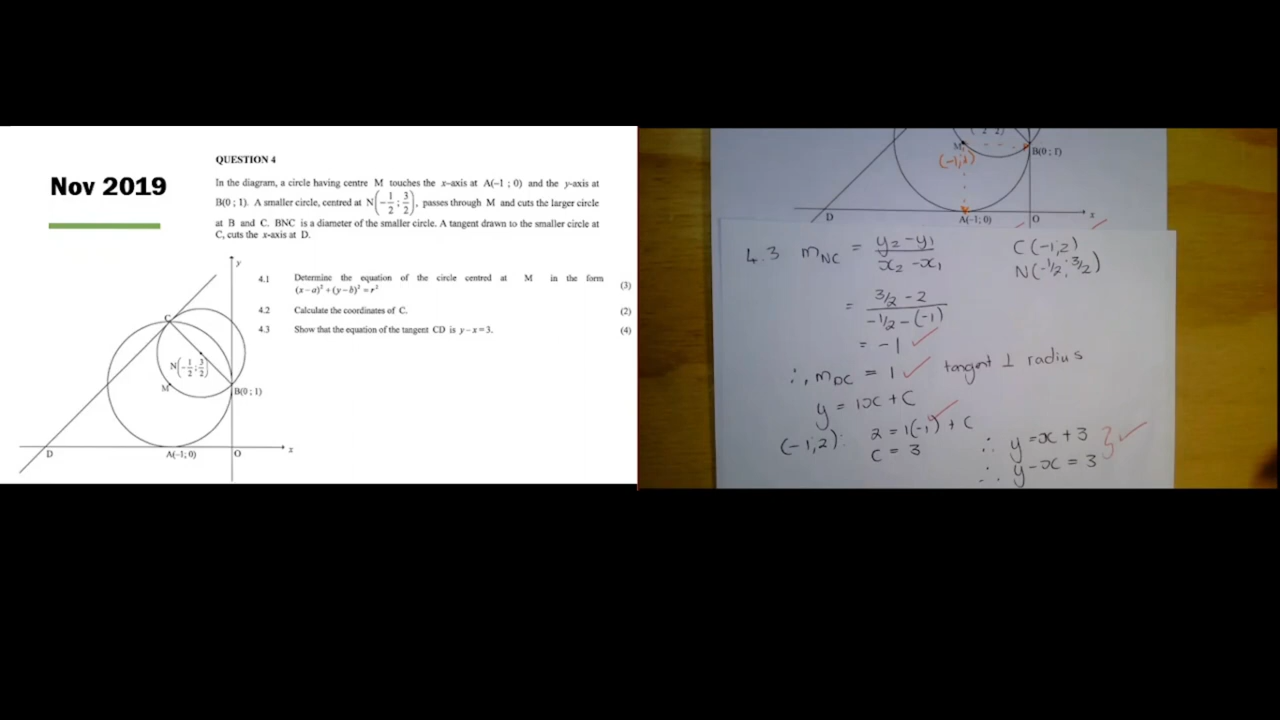 Nov 2019
QUESTION 4
In the diagram, a circle having centre M touches the x-axis at A(−1 ; 0) and the y-axis at
B(0 ; 1). A smaller circle, centred at N(−1/2 ; 3/2), passes through M and cuts the larger circle
at B and C. BNC is a diameter of the smaller circle. A tangent drawn to the smaller circle at
C, cuts the x-axis at D.
4.1 Determine the equation of the circle centred at M in the form
(x−a)² + (y−b)² = r² (3)
4.2 Calculate the coordinates of C. (2)
4.3 Show that the equation of the tangent CD is y−x=3. (4)
y
C
N(−1/2 ; 3/2)
M
B(0 ; 1)
D
A(−1; 0)
O
x
M
B(0 ; 1)
(-1;1)
D
A(−1; 0)
O
x
4.3 mNC = y2 - y1 / x2 - x1
C(-1;2)
N(-1/2; 3/2)
= 3/2 - 2 / -1/2 - (-1)
= -1
∴ mDC = 1 tangent ⊥ radius
y = 1x + C
(-1;2): 2 = 1(-1) + C
C = 3
∴ y = x + 3
∴ y - x = 3